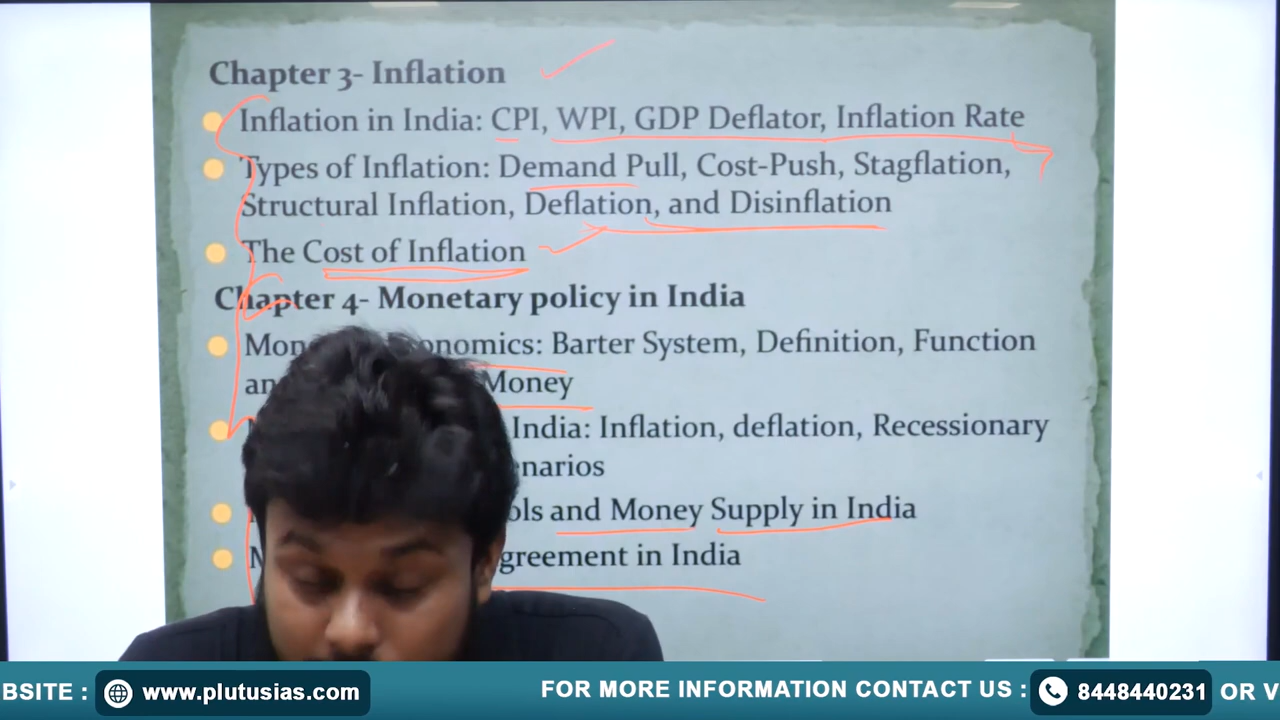 Chapter 3- Inflation
Inflation in India: CPI, WPI, GDP Deflator, Inflation Rate
Types of Inflation: Demand Pull, Cost-Push, Stagflation,
Structural Inflation, Deflation, and Disinflation
The Cost of Inflation
Chapter 4- Monetary policy in India
onomics: Barter System, Definition, Function
Money
India: Inflation, deflation, Recessionary
enarios
ols and Money Supply in India
greement in India
BSITE : www.plutusias.com FOR MORE INFORMATION CONTACT US : 8448440231 OR V